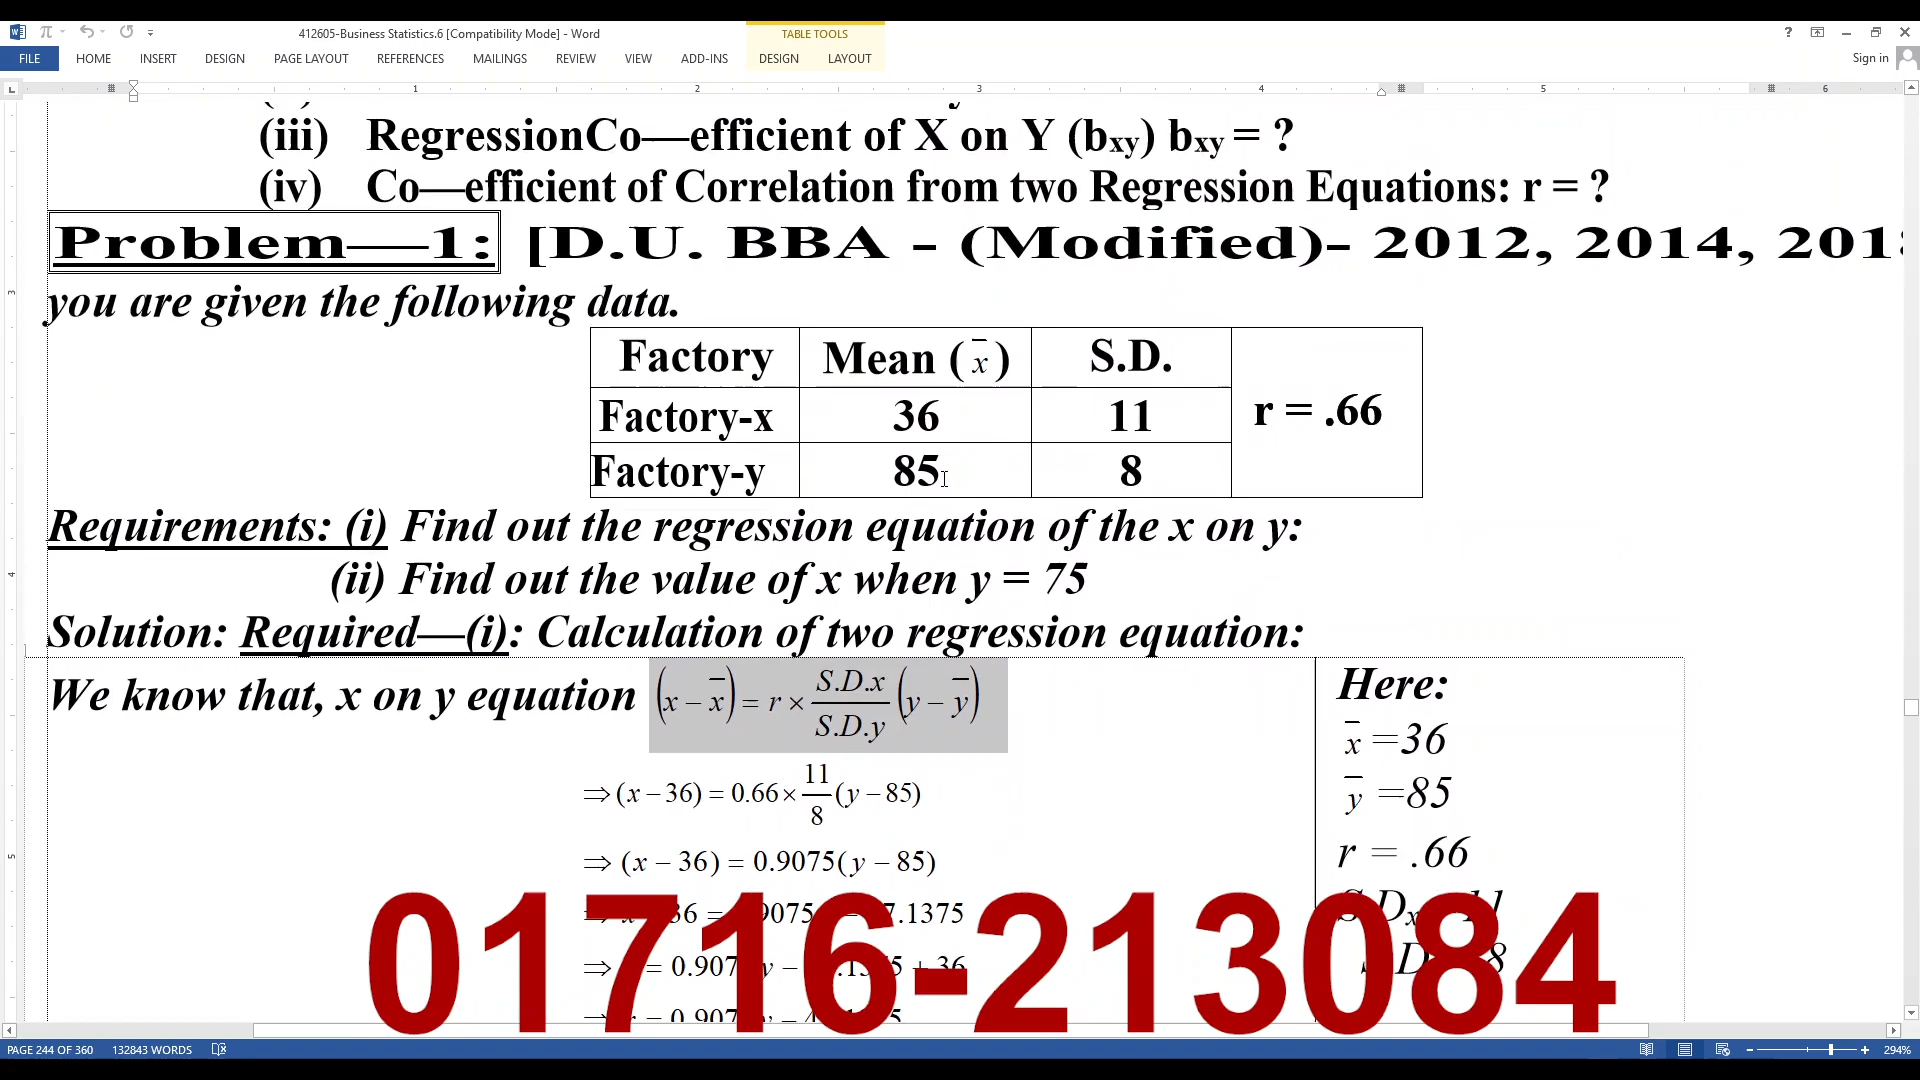 412605-Business Statistics.6 [Compatibility Mode] - Word
TABLE TOOLS
FILE HOME INSERT DESIGN PAGE LAYOUT REFERENCES MAILINGS REVIEW VIEW ADD-INS DESIGN LAYOUT Sign in
1 2 3 4 5 6
(iii) RegressionCo—efficient of X on Y (bxy) bxy = ?
(iv) Co—efficient of Correlation from two Regression Equations: r = ?
Problem—1: [D.U. BBA - (Modified)- 2012, 2014, 201
you are given the following data.
Factory Mean (x̄) S.D. r = .66
Factory-x 36 11
Factory-y 85 8
Requirements: (i) Find out the regression equation of the x on y:
(ii) Find out the value of x when y = 75
Solution: Required—(i): Calculation of two regression equation:
We know that, x on y equation (x − x̄) = r × S.D.x / S.D.y (y − ȳ)
⇒ (x − 36) = 0.66 × 11/8 (y − 85)
⇒ (x − 36) = 0.9075(y − 85)
Here:
x̄ =36
ȳ =85
r = .66
01716-213084
PAGE 244 OF 360 132843 WORDS 294%